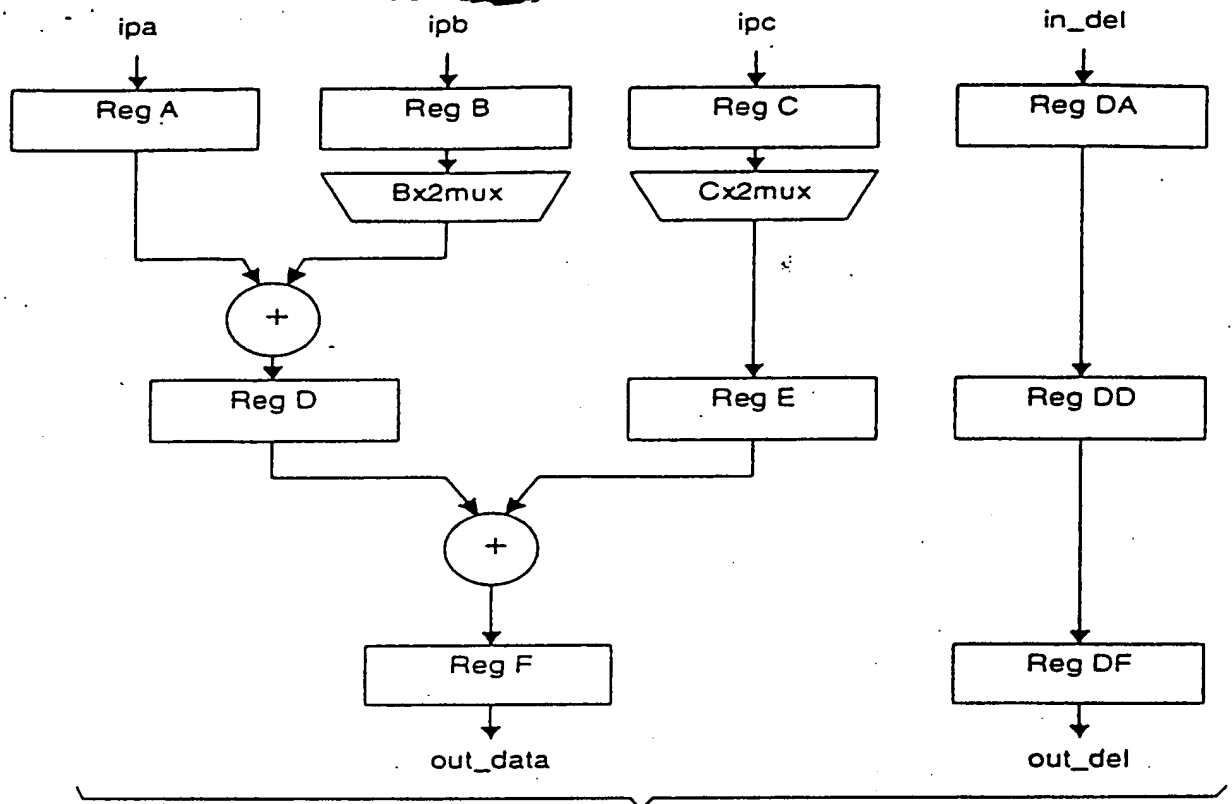 ipa ipb ipc in_del
Reg A Reg B Reg C Reg DA
Bx2mux Cx2mux
+
Reg D Reg E Reg DD
+
Reg F Reg DF
out_data out_del